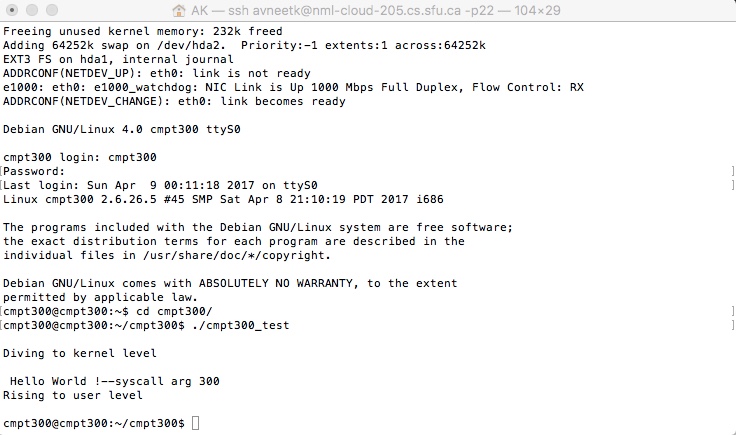 AK — ssh avneetk@nml-cloud-205.cs.sfu.ca -p22 — 104×29
Freeing unused kernel memory: 232k freed
Adding 64252k swap on /dev/hda2.  Priority:-1 extents:1 across:64252k
EXT3 FS on hda1, internal journal
ADDRCONF(NETDEV_UP): eth0: link is not ready
e1000: eth0: e1000_watchdog: NIC Link is Up 1000 Mbps Full Duplex, Flow Control: RX
ADDRCONF(NETDEV_CHANGE): eth0: link becomes ready
Debian GNU/Linux 4.0 cmpt300 ttyS0
cmpt300 login: cmpt300
[Password: ]
[Last login: Sun Apr  9 00:11:18 2017 on ttyS0 ]
Linux cmpt300 2.6.26.5 #45 SMP Sat Apr 8 21:10:19 PDT 2017 i686
The programs included with the Debian GNU/Linux system are free software;
the exact distribution terms for each program are described in the
individual files in /usr/share/doc/*/copyright.
Debian GNU/Linux comes with ABSOLUTELY NO WARRANTY, to the extent
permitted by applicable law.
[cmpt300@cmpt300:~$ cd cmpt300/ ]
[cmpt300@cmpt300:~/cmpt300$ ./cmpt300_test ]
Diving to kernel level
 Hello World !--syscall arg 300
Rising to user level
cmpt300@cmpt300:~/cmpt300$